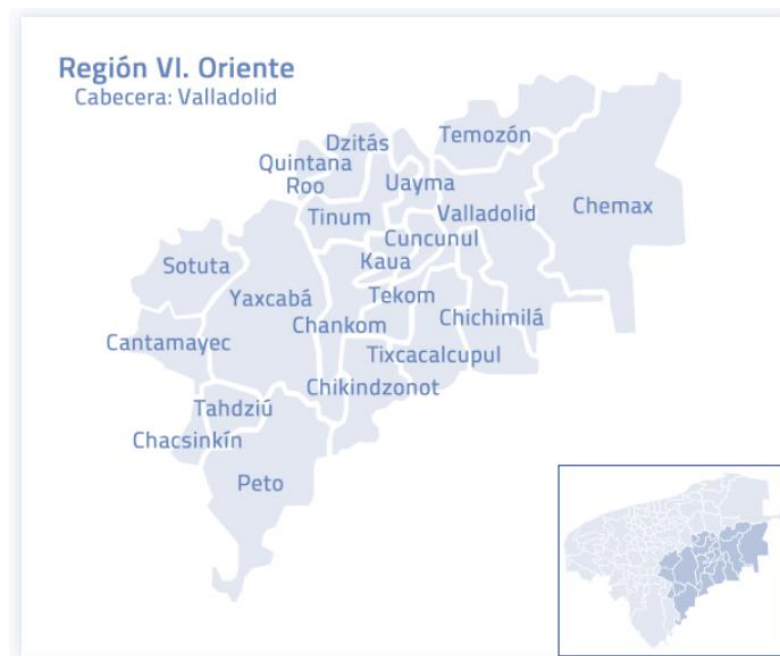 Región VI. Oriente
Cabecera: Valladolid
Dzitás
Temozón
Quintana
Roo
Uayma
Tinum
Valladolid
Chemax
Cuncunul
Kaua
Sotuta
Yaxcabá
Tekom
Chankom
Chichimilá
Cantamayec
Tixcacalcupul
Chikindzonot
Tahdziú
Chacsinkín
Peto